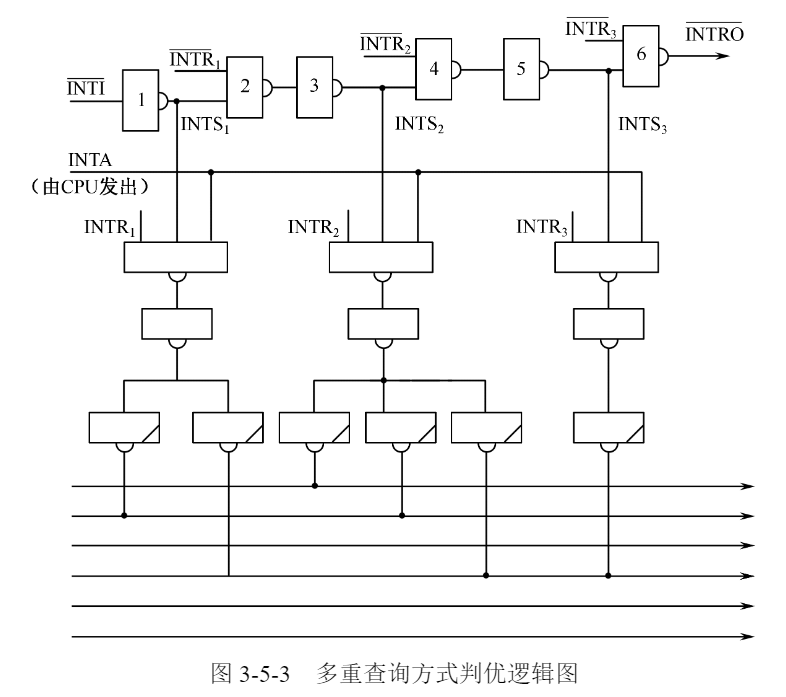 INTR₁
INTR₂
INTR₃
INTRO
INTI
1
2
3
4
5
6
INTS₁
INTS₂
INTS₃
INTA
（由CPU发出）
INTR₁
INTR₂
INTR₃
图 3-5-3 多重查询方式判优逻辑图